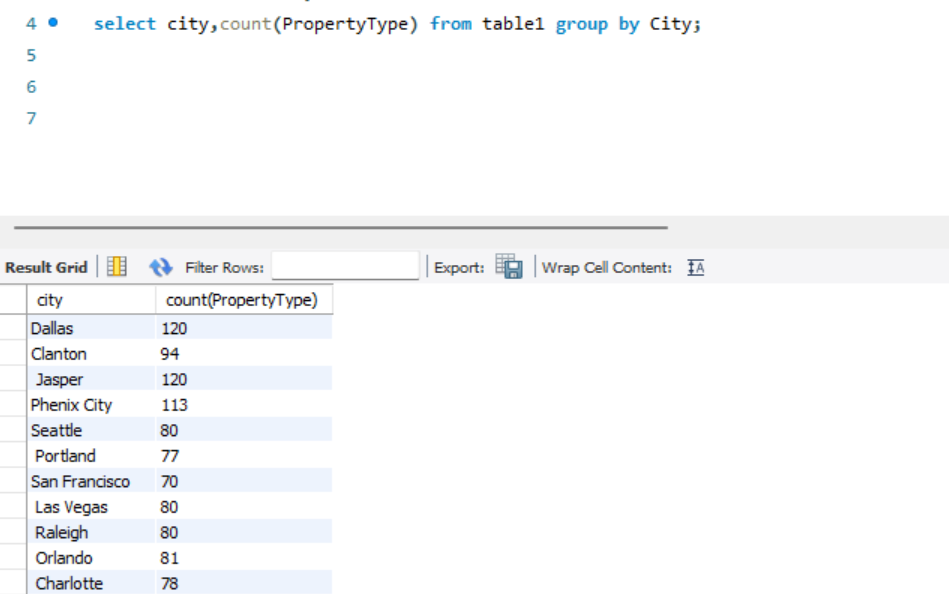 4 select city,count(PropertyType) from table1 group by City;
5
6
7
Result Grid Filter Rows: Export: Wrap Cell Content: IA
city count(PropertyType)
Dallas 120
Clanton 94
Jasper 120
Phenix City 113
Seattle 80
Portland 77
San Francisco 70
Las Vegas 80
Raleigh 80
Orlando 81
Charlotte 78